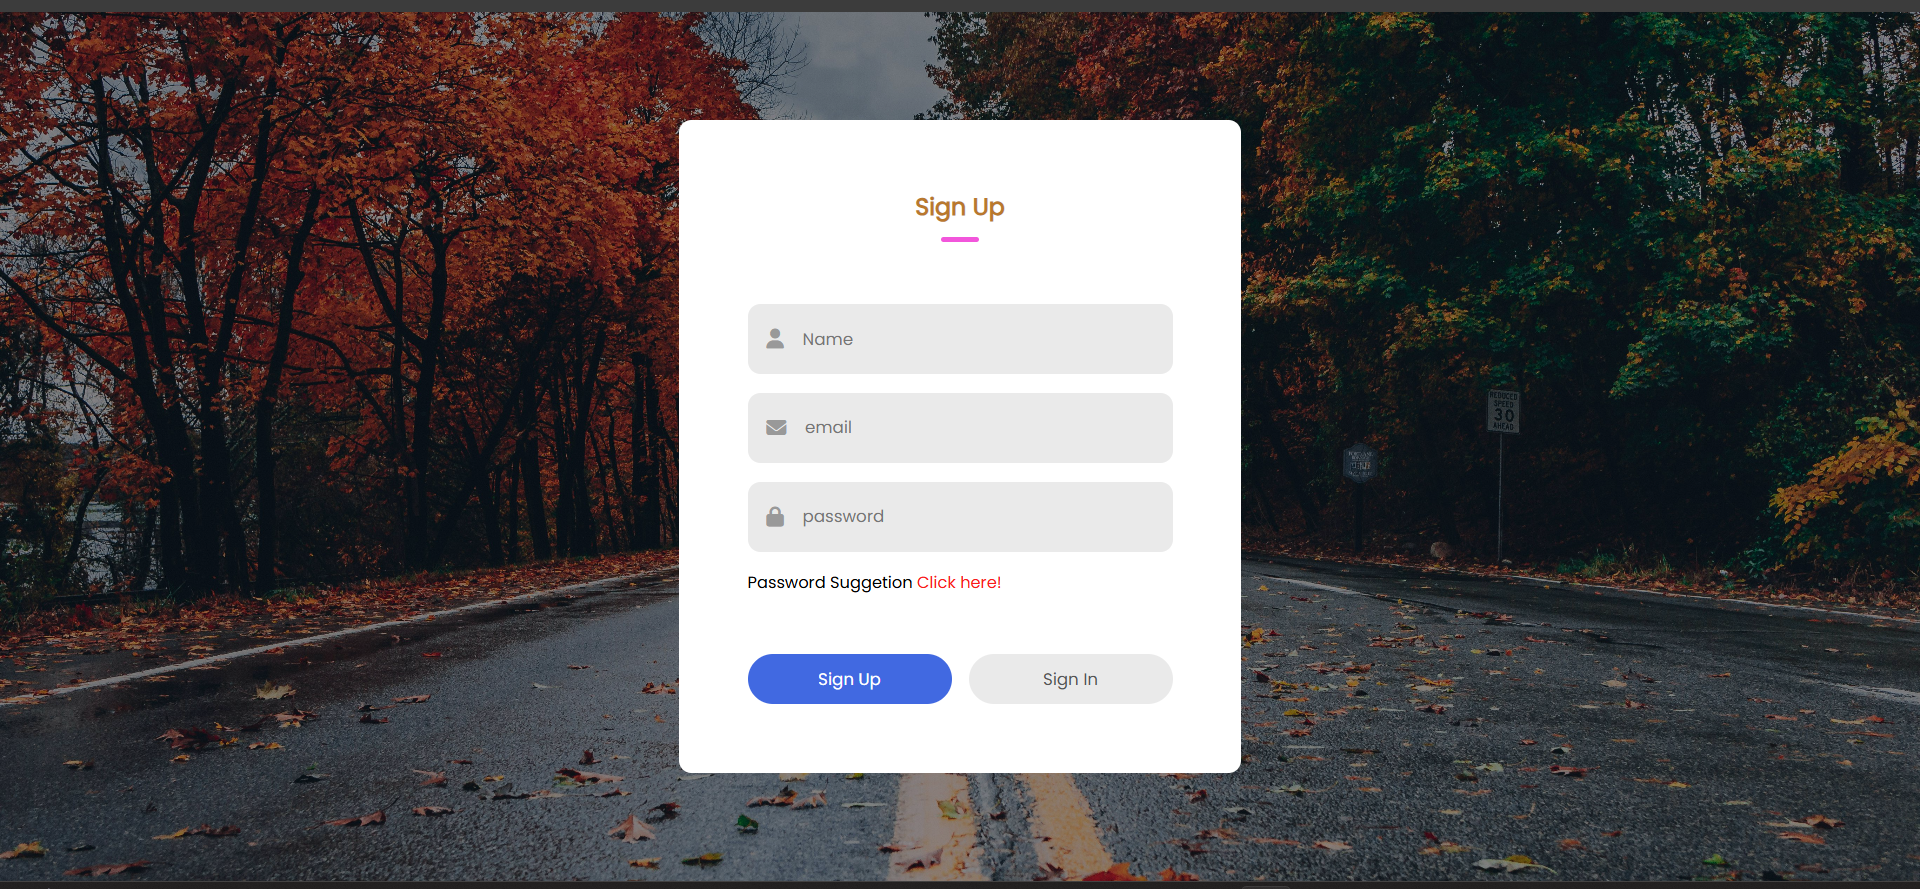 Sign Up
Name
email
password
Password Suggetion Click here!
Sign Up
Sign In
REDUCED
SPEED
30
AHEAD